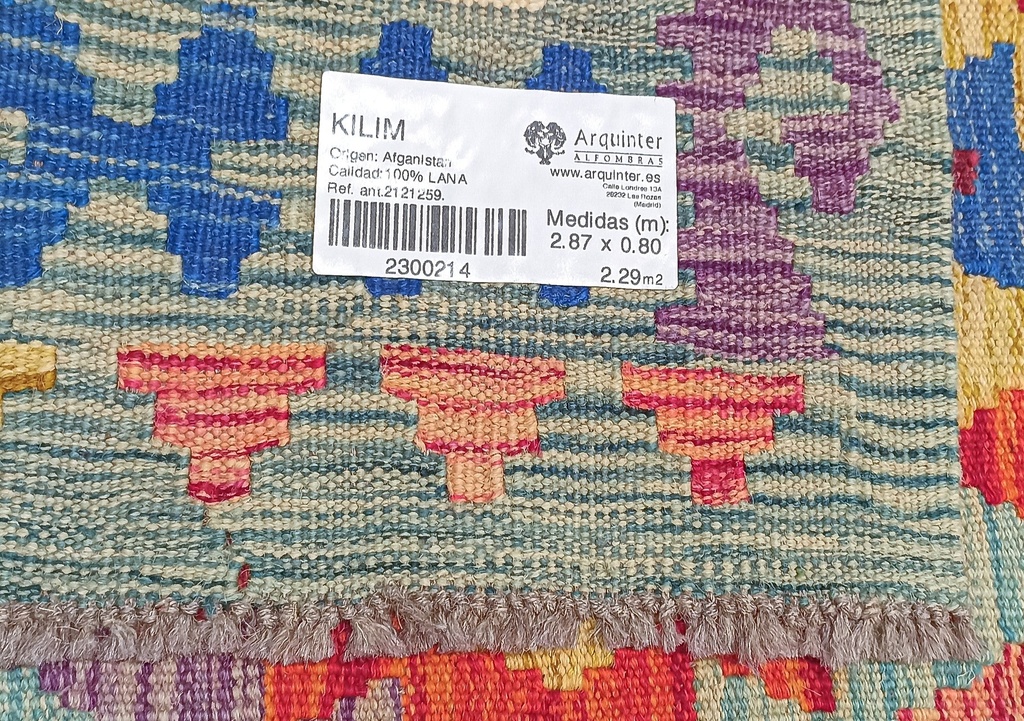 KILIM
Origen: Afganistan
Calidad:100% LANA
Ref. ant.2121259.
2300214
Arquinter
ALFOMBRAS
www.arquinter.es
Calle Londres 13A
28232 Las Rozas
(Madrid)
Medidas (m):
2.87 x 0.80
2.29m2